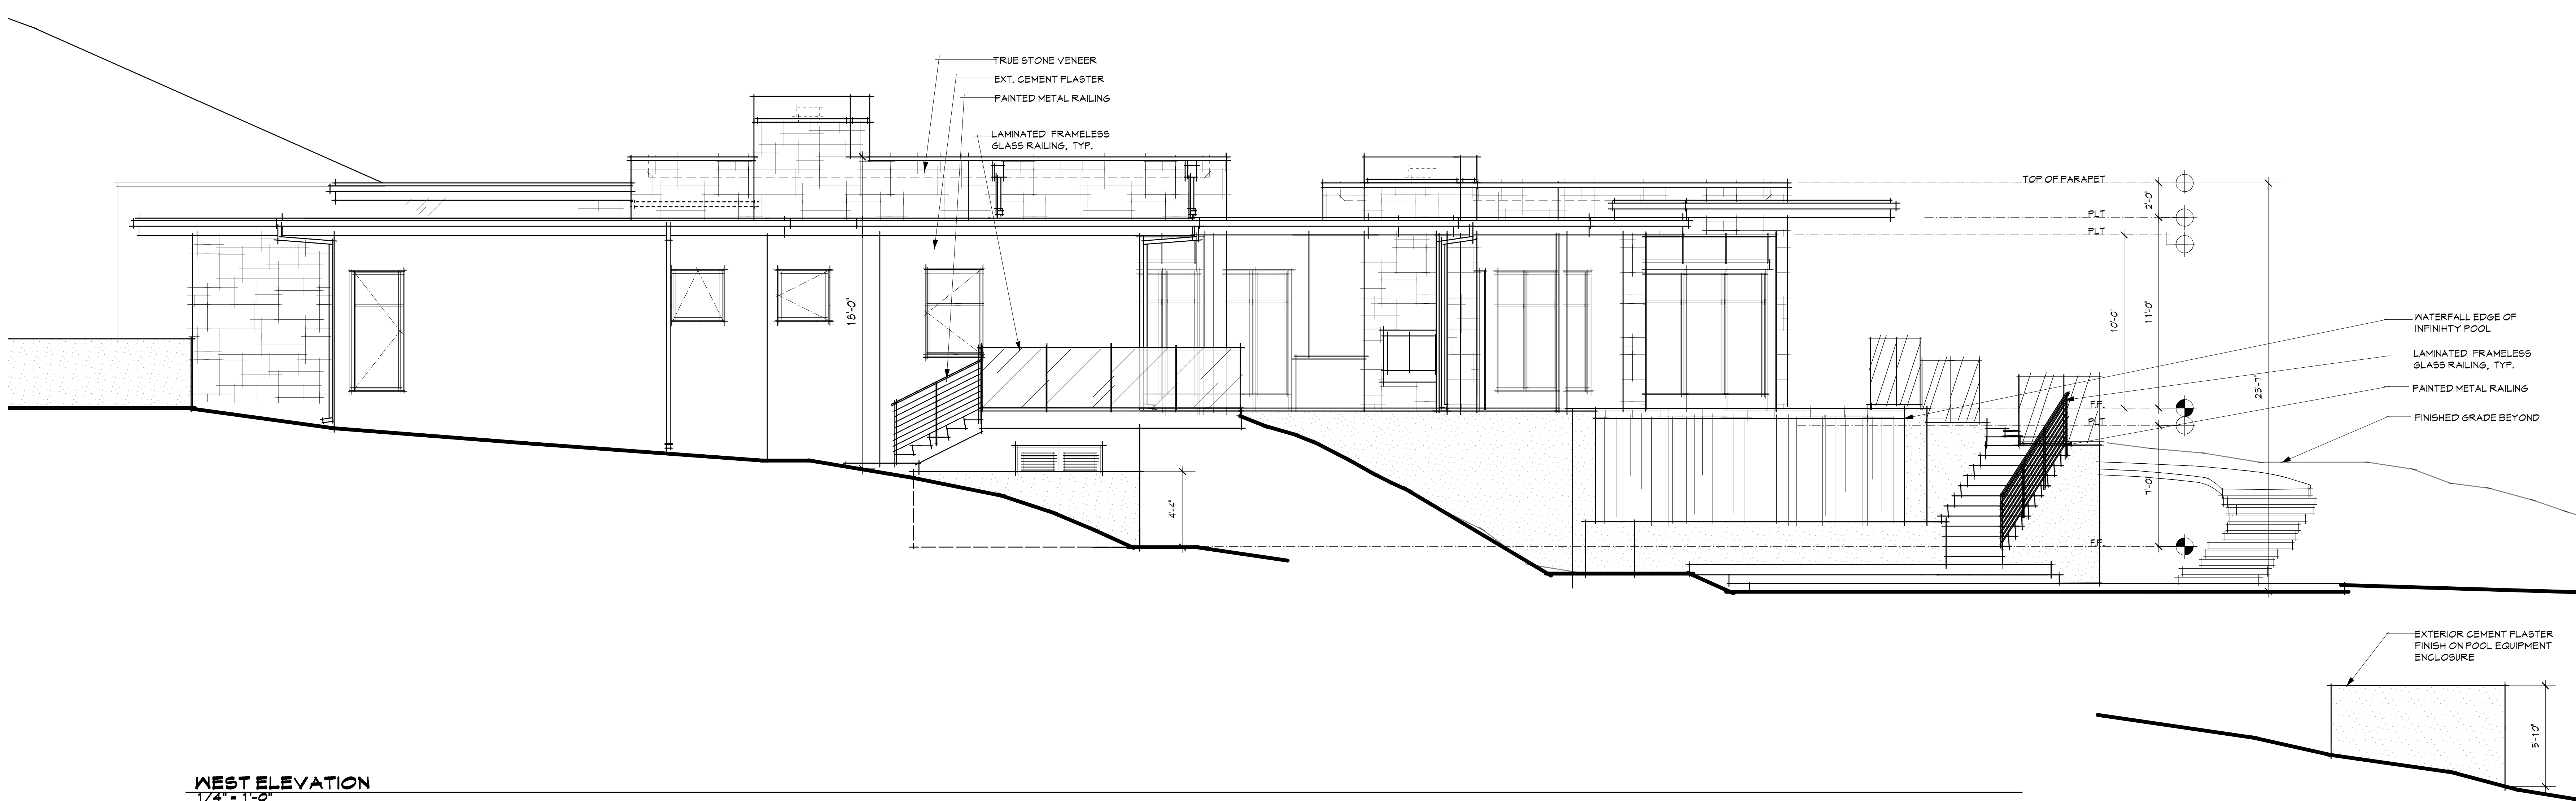 TRUE STONE VENEER
EXT. CEMENT PLASTER
PAINTED METAL RAILING
LAMINATED FRAMELESS
GLASS RAILING, TYP.
TOP OF PARAPET
2'-0"
PLT
PLT
18'-0"
10'-0"
11'-0"
23'-7"
WATERFALL EDGE OF
INFINIHTY POOL
LAMINATED FRAMELESS
GLASS RAILING, TYP.
PAINTED METAL RAILING
F.F.
PLT
FINISHED GRADE BEYOND
7'-0"
4'-4"
F.F.
EXTERIOR CEMENT PLASTER
FINISH ON POOL EQUIPMENT
ENCLOSURE
5'-10"
WEST ELEVATION
1/4" = 1'-0"